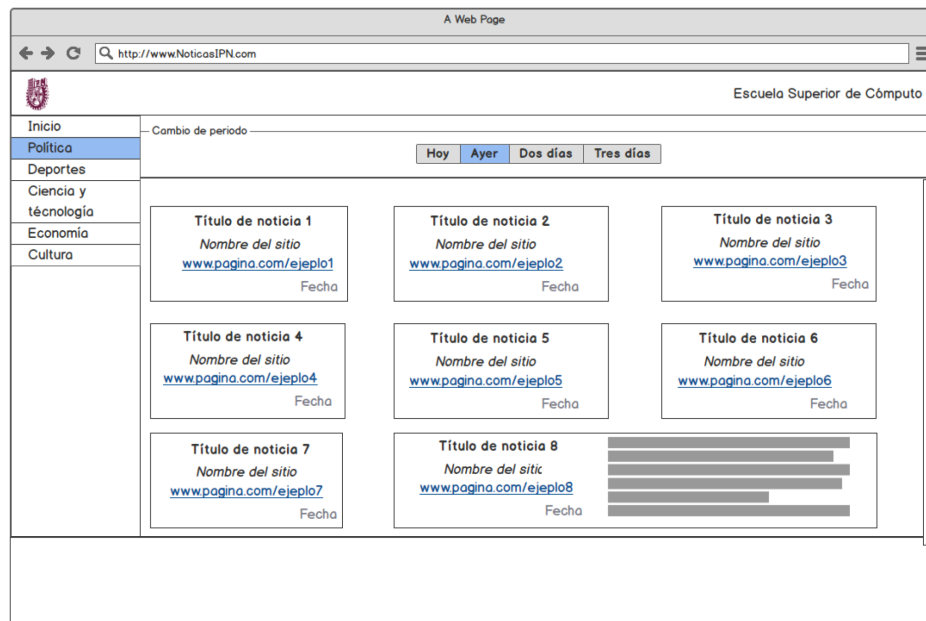 A Web Page
http://www.NoticasIPN.com
Escuela Superior de Cómputo
Inicio
Política
Deportes
Ciencia y
técnología
Economía
Cultura
Cambio de periodo
Hoy Ayer Dos días Tres días
Título de noticia 1
Nombre del sitio
www.pagina.com/ejeplo1
Fecha
Título de noticia 2
Nombre del sitio
www.pagina.com/ejeplo2
Fecha
Título de noticia 3
Nombre del sitio
www.pagina.com/ejeplo3
Fecha
Título de noticia 4
Nombre del sitio
www.pagina.com/ejeplo4
Fecha
Título de noticia 5
Nombre del sitio
www.pagina.com/ejeplo5
Fecha
Título de noticia 6
Nombre del sitio
www.pagina.com/ejeplo6
Fecha
Título de noticia 7
Nombre del sitio
www.pagina.com/ejeplo7
Fecha
Título de noticia 8
Nombre del sitic
www.pagina.com/ejeplo8
Fecha